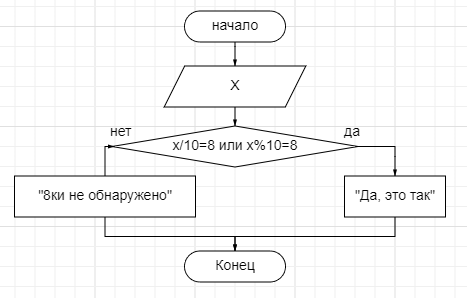 начало
X
нет
да
x/10=8 или x%10=8
"8ки не обнаружено"
"Да, это так"
Конец